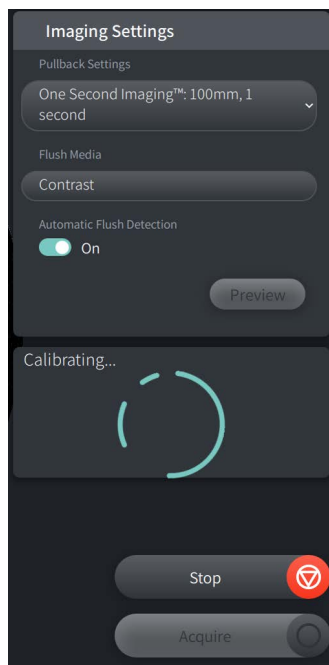 Imaging Settings
Pullback Settings
One Second Imaging™: 100mm, 1
second
Flush Media
Contrast
Automatic Flush Detection
On
Preview
Calibrating...
Stop
Acquire